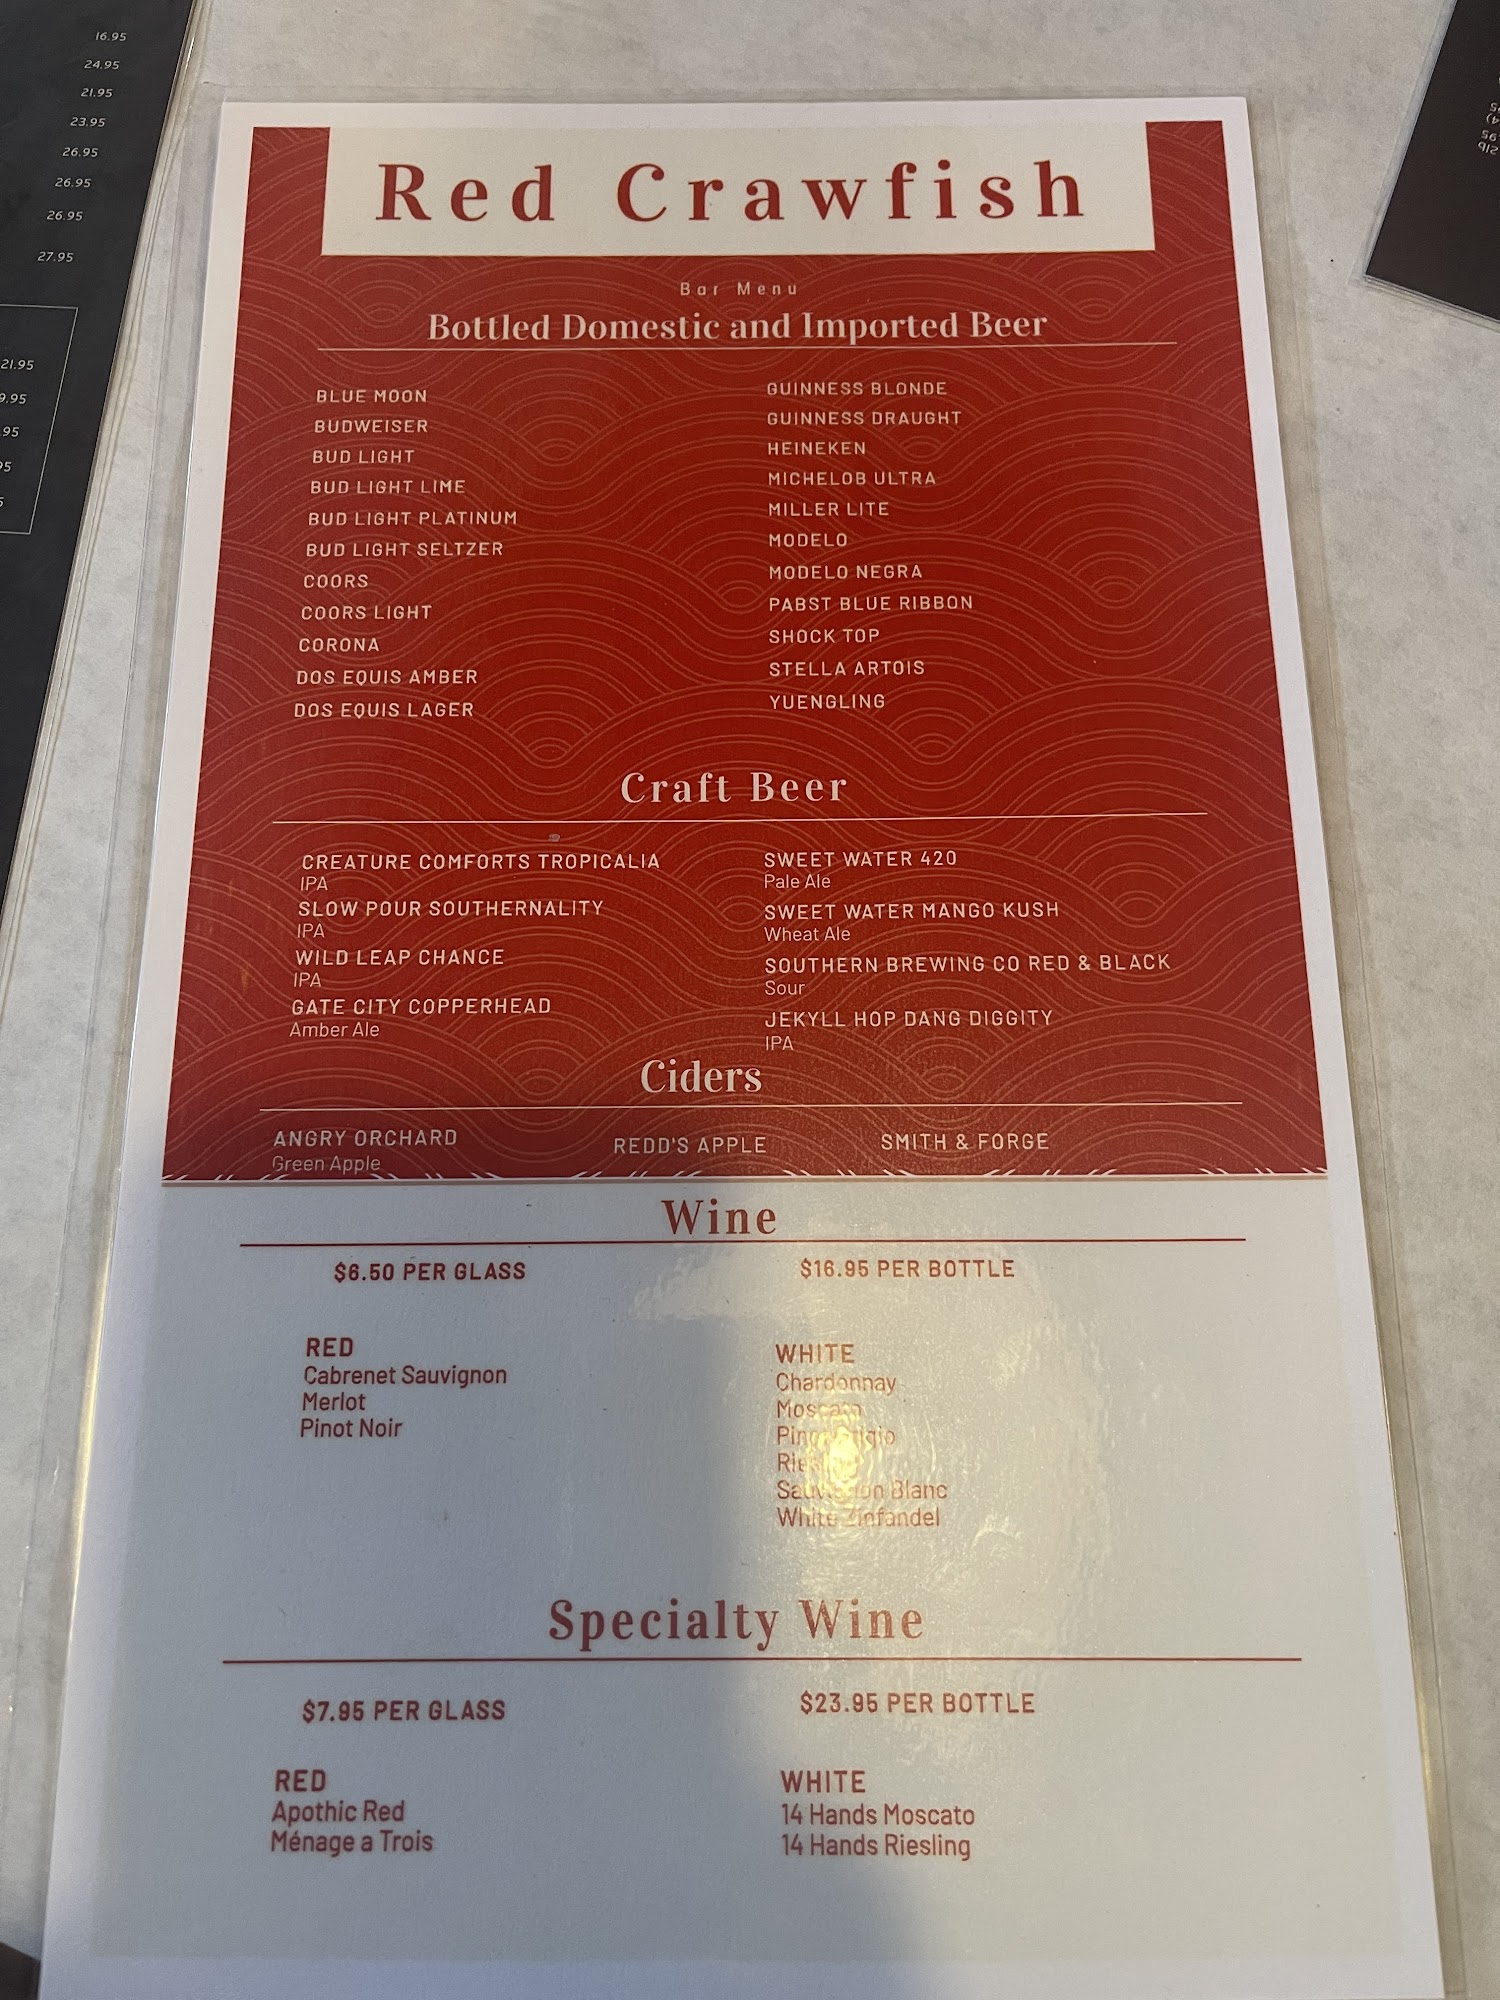 16.95
24.95
21.95
23.95
26.95
26.95
26.95
27.95
21.95
9.95
.95
Red Crawfish
Bar Menu
Bottled Domestic and Imported Beer
BLUE MOON
BUDWEISER
BUD LIGHT
BUD LIGHT LIME
BUD LIGHT PLATINUM
BUD LIGHT SELTZER
COORS
COORS LIGHT
CORONA
DOS EQUIS AMBER
DOS EQUIS LAGER
GUINNESS BLONDE
GUINNESS DRAUGHT
HEINEKEN
MICHELOB ULTRA
MILLER LITE
MODELO
MODELO NEGRA
PABST BLUE RIBBON
SHOCK TOP
STELLA ARTOIS
YUENGLING
Craft Beer
CREATURE COMFORTS TROPICALIA
IPA
SLOW POUR SOUTHERNALITY
IPA
WILD LEAP CHANCE
IPA
GATE CITY COPPERHEAD
Amber Ale
SWEET WATER 420
Pale Ale
SWEET WATER MANGO KUSH
Wheat Ale
SOUTHERN BREWING CO RED & BLACK
Sour
JEKYLL HOP DANG DIGGITY
IPA
Ciders
ANGRY ORCHARD
Green Apple
REDD'S APPLE
SMITH & FORGE
Wine
$6.50 PER GLASS
$16.95 PER BOTTLE
RED
Cabrenet Sauvignon
Merlot
Pinot Noir
WHITE
Chardonnay
Moscato
Sauvignon Blanc
White Zinfandel
Specialty Wine
$7.95 PER GLASS
$23.95 PER BOTTLE
RED
Apothic Red
Ménage a Trois
WHITE
14 Hands Moscato
14 Hands Riesling